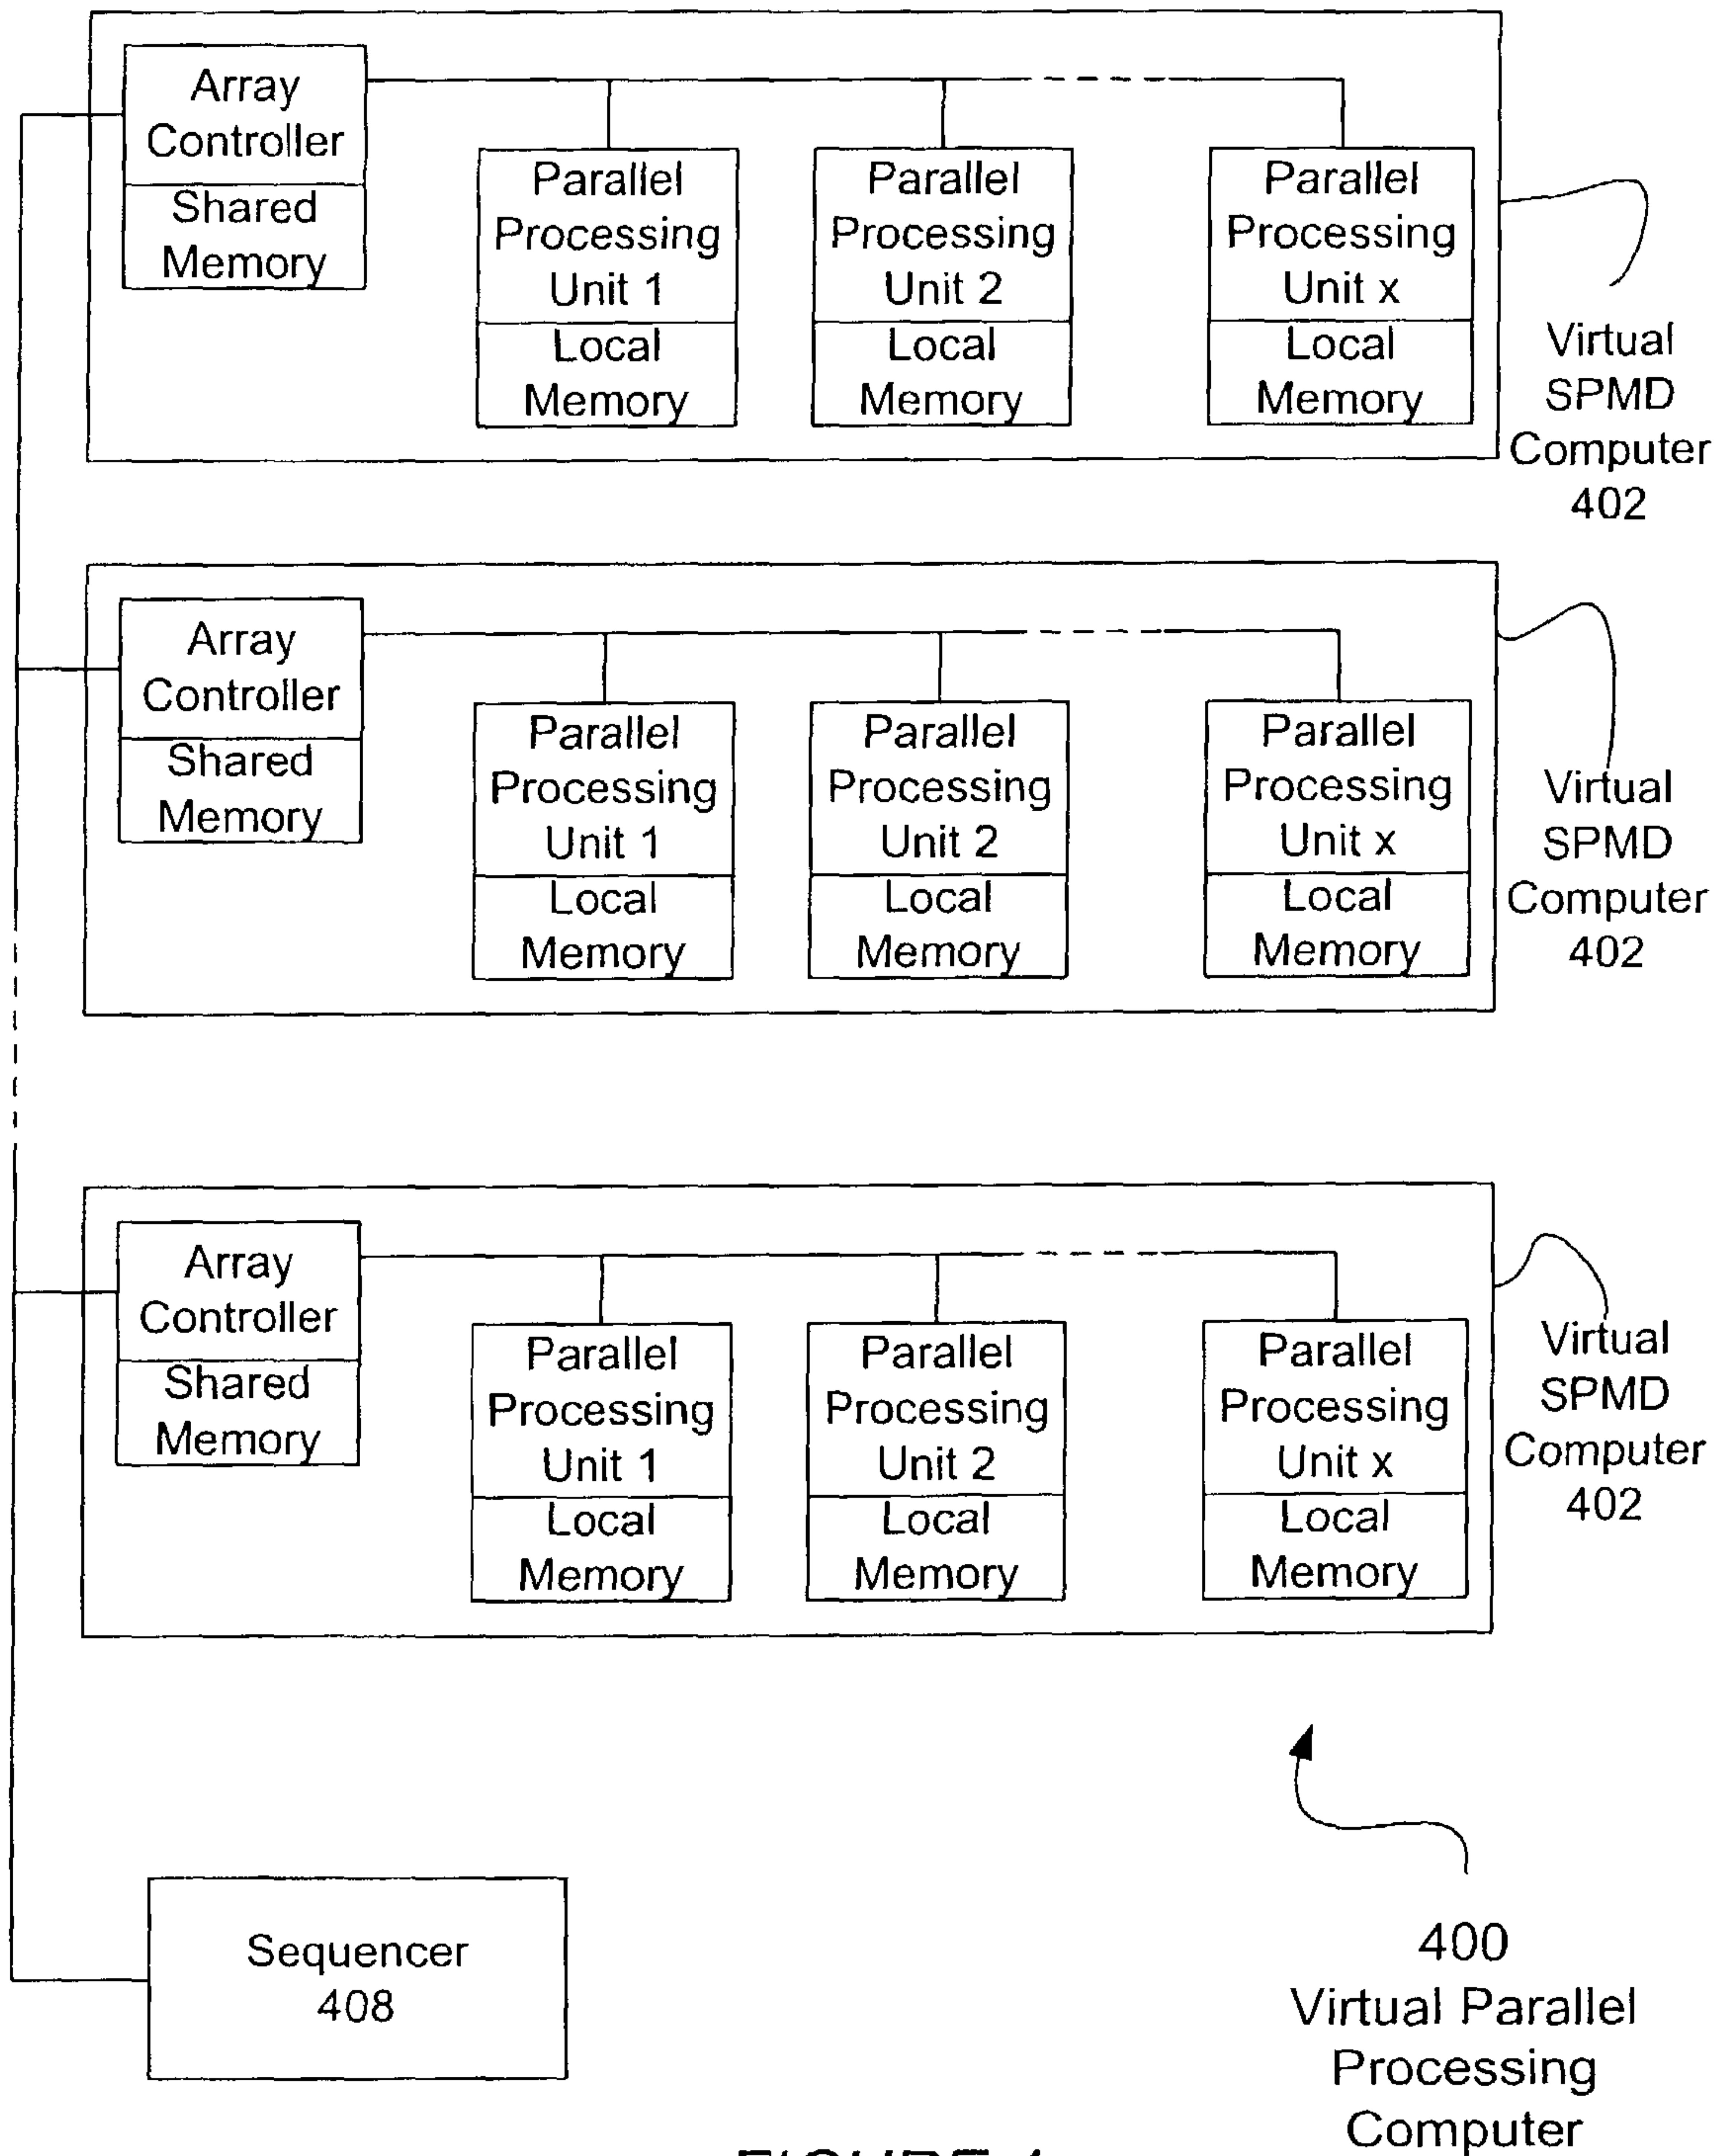 Array
Controller
Shared
Memory
Parallel
Processing
Unit 1
Local
Memory
Parallel
Processing
Unit 2
Local
Memory
Parallel
Processing
Unit x
Local
Memory
Virtual
SPMD
Computer
402
Array
Controller
Shared
Memory
Parallel
Processing
Unit 1
Local
Memory
Parallel
Processing
Unit 2
Local
Memory
Parallel
Processing
Unit x
Local
Memory
Virtual
SPMD
Computer
402
Array
Controller
Shared
Memory
Parallel
Processing
Unit 1
Local
Memory
Parallel
Processing
Unit 2
Local
Memory
Parallel
Processing
Unit x
Local
Memory
Virtual
SPMD
Computer
402
Sequencer
408
400
Virtual Parallel
Processing
Computer